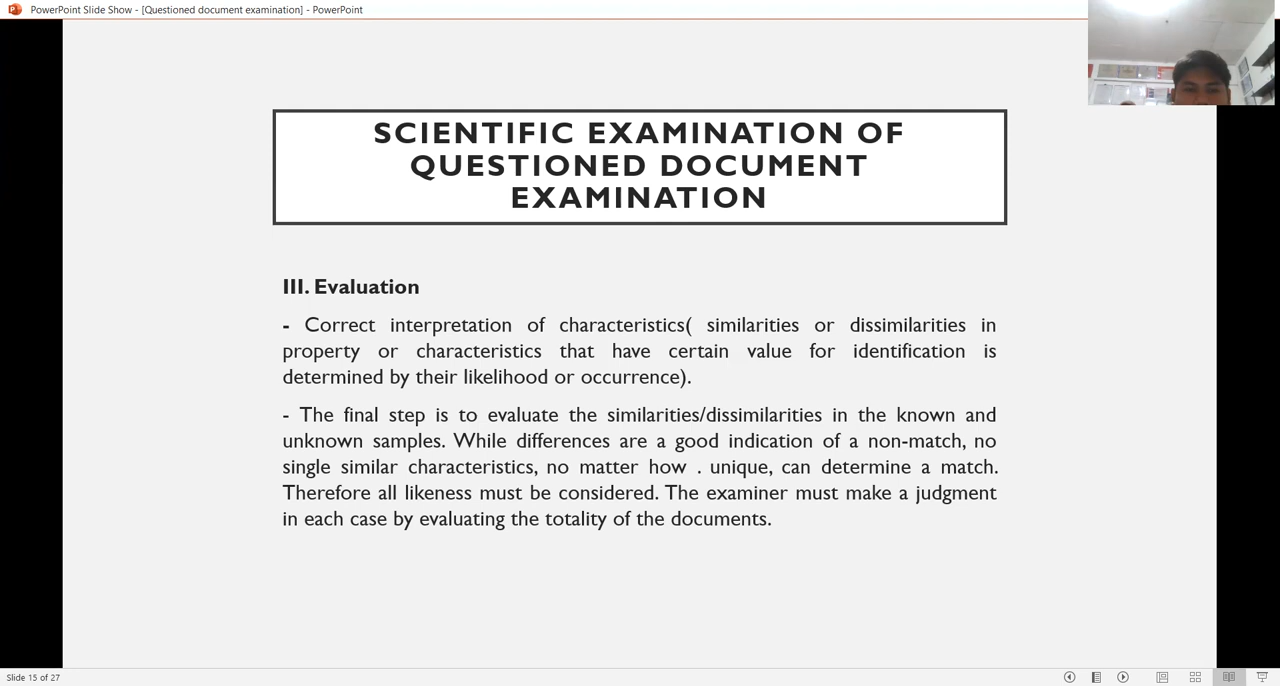 PowerPoint Slide Show - [Questioned document examination] - PowerPoint
SCIENTIFIC EXAMINATION OF
QUESTIONED DOCUMENT
EXAMINATION
III. Evaluation
- Correct interpretation of characteristics( similarities or dissimilarities in
property or characteristics that have certain value for identification is
determined by their likelihood or occurrence).
- The final step is to evaluate the similarities/dissimilarities in the known and
unknown samples. While differences are a good indication of a non-match, no
single similar characteristics, no matter how . unique, can determine a match.
Therefore all likeness must be considered. The examiner must make a judgment
in each case by evaluating the totality of the documents.
Slide 15 of 27